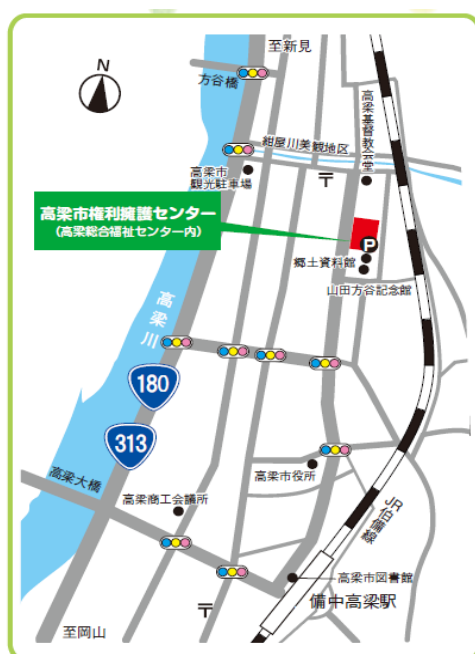 至新見
N
方谷橋
高梁基督教会堂
紺屋川美観地区
高梁市
観光駐車場
〒
高梁市権利擁護センター
（高梁総合福祉センター内）
P
郷土資料館
山田方谷記念館
高梁川
180
313
高梁市役所
高梁大橋
高梁商工会議所
JR伯備線
高梁市図書館
備中高梁駅
〒
至岡山